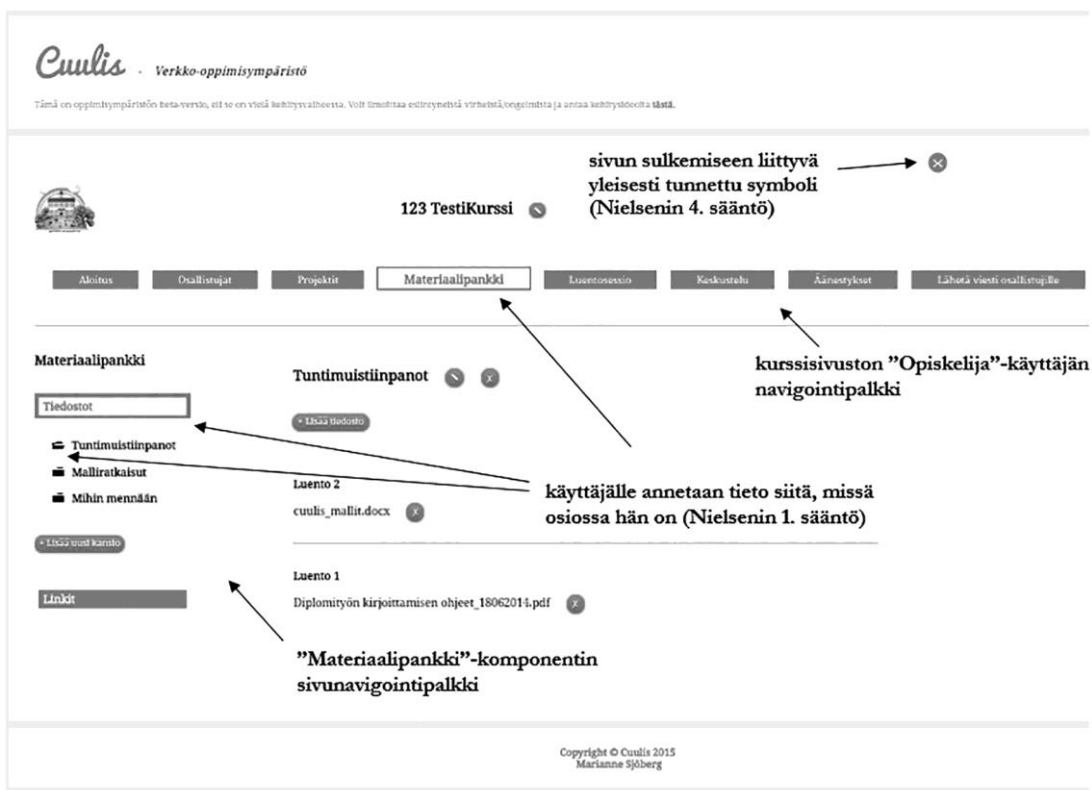 Cuulis - Verkko-oppimisympäristö
Tämä on oppimisympäristön beta-versio, eli se on vielä kehitysvaiheessa. Voit ilmoittaa esiintyneistä virheistä/ongelmista ja antaa kehitysideoita tästä.
sivun sulkemiseen liittyvä
yleisesti tunnettu symboli
(Nielsenin 4. sääntö)
123 TestiKurssi
Aloitus Osallistujat Projektit Materiaalipankki Luentosessio Keskustelu Äänestykset Lähetä viesti osallistujille
kurssisivuston ”Opiskelija”-käyttäjän
navigointipalkki
Materiaalipankki
Tiedostot
Tuntimuistiinpanot
Malliratkaisut
Mihin mennään
+ Lisää uusi kansio
Linkit
Tuntimuistiinpanot
+ Lisää tiedosto
Luento 2
cuulis_mallit.docx X
käyttäjälle annetaan tieto siitä, missä
osiossa hän on (Nielsenin 1. sääntö)
Luento 1
Diplomityön kirjoittamisen ohjeet_18062014.pdf X
”Materiaalipankki”-komponentin
sivunavigointipalkki
Copyright © Cuulis 2015
Marianne Sjöberg